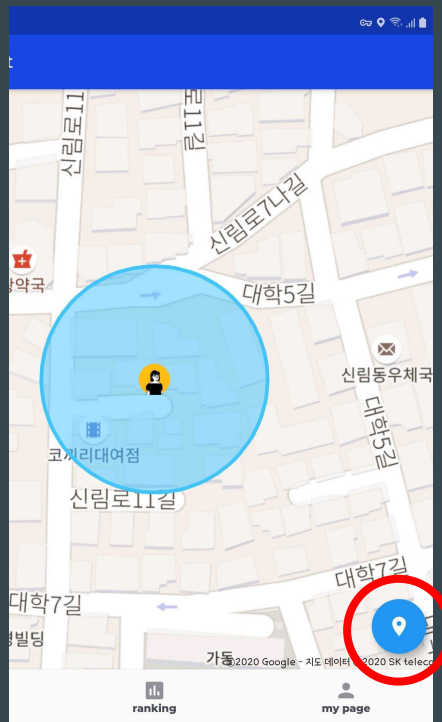 t
신림로11
로11길
신림로7나길
약국
대학5길
신림동우체국
코끼리대여점
대학5길
신림로11길
대학7길
대학7길
빌딩
가동
©2020 Google - 지도 데이터 ©2020 SK teleco
ranking
my page